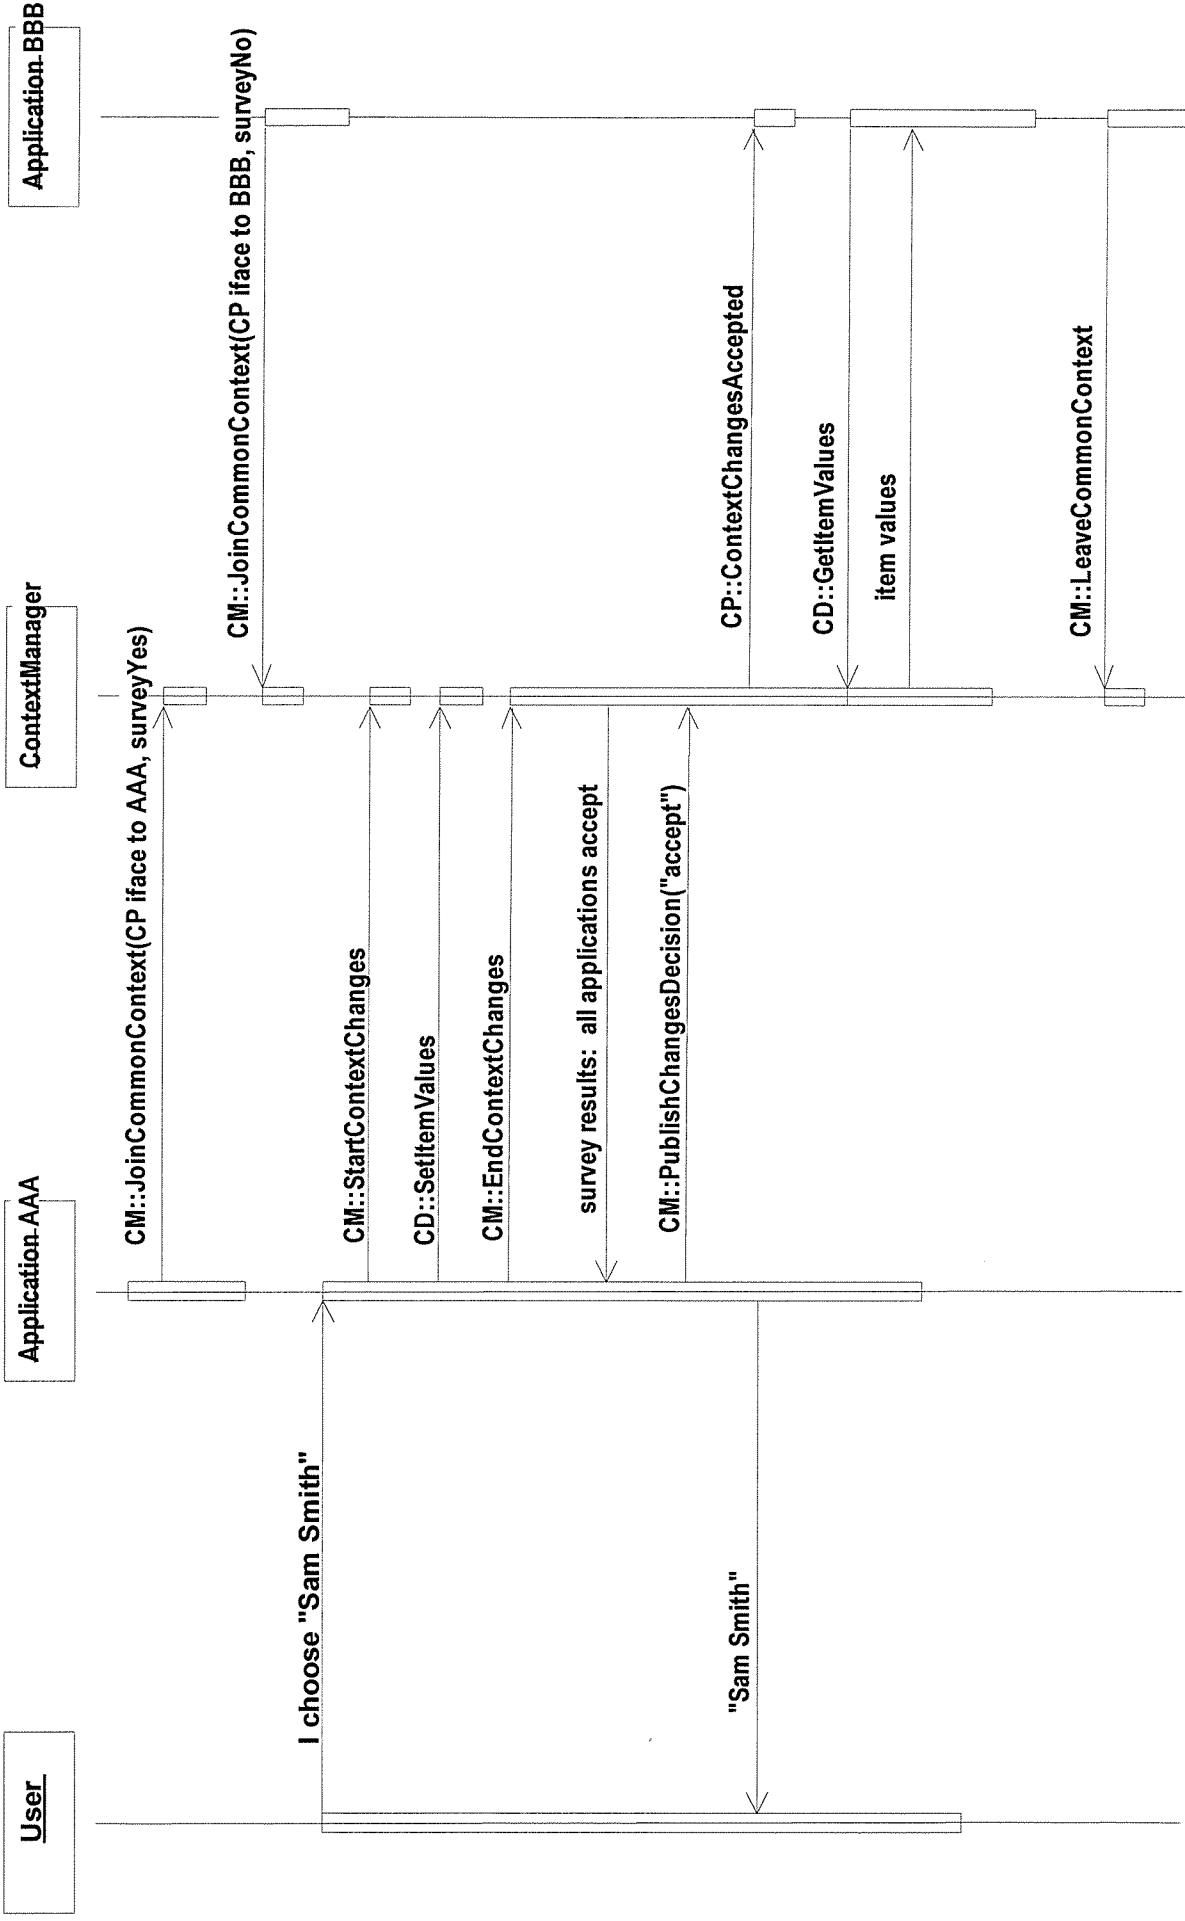 User
Application AAA
ContextManager
Application BBB
CM::JoinCommonContext(CP iface to AAA, surveyYes)
CM::JoinCommonContext(CP iface to BBB, surveyNo)
I choose "Sam Smith"
CM::StartContextChanges
CD::SetItemValues
CM::EndContextChanges
survey results: all applications accept
CM::PublishChangesDecision("accept")
CP::ContextChangesAccepted
"Sam Smith"
CD::GetItemValues
item values
CM::LeaveCommonContext